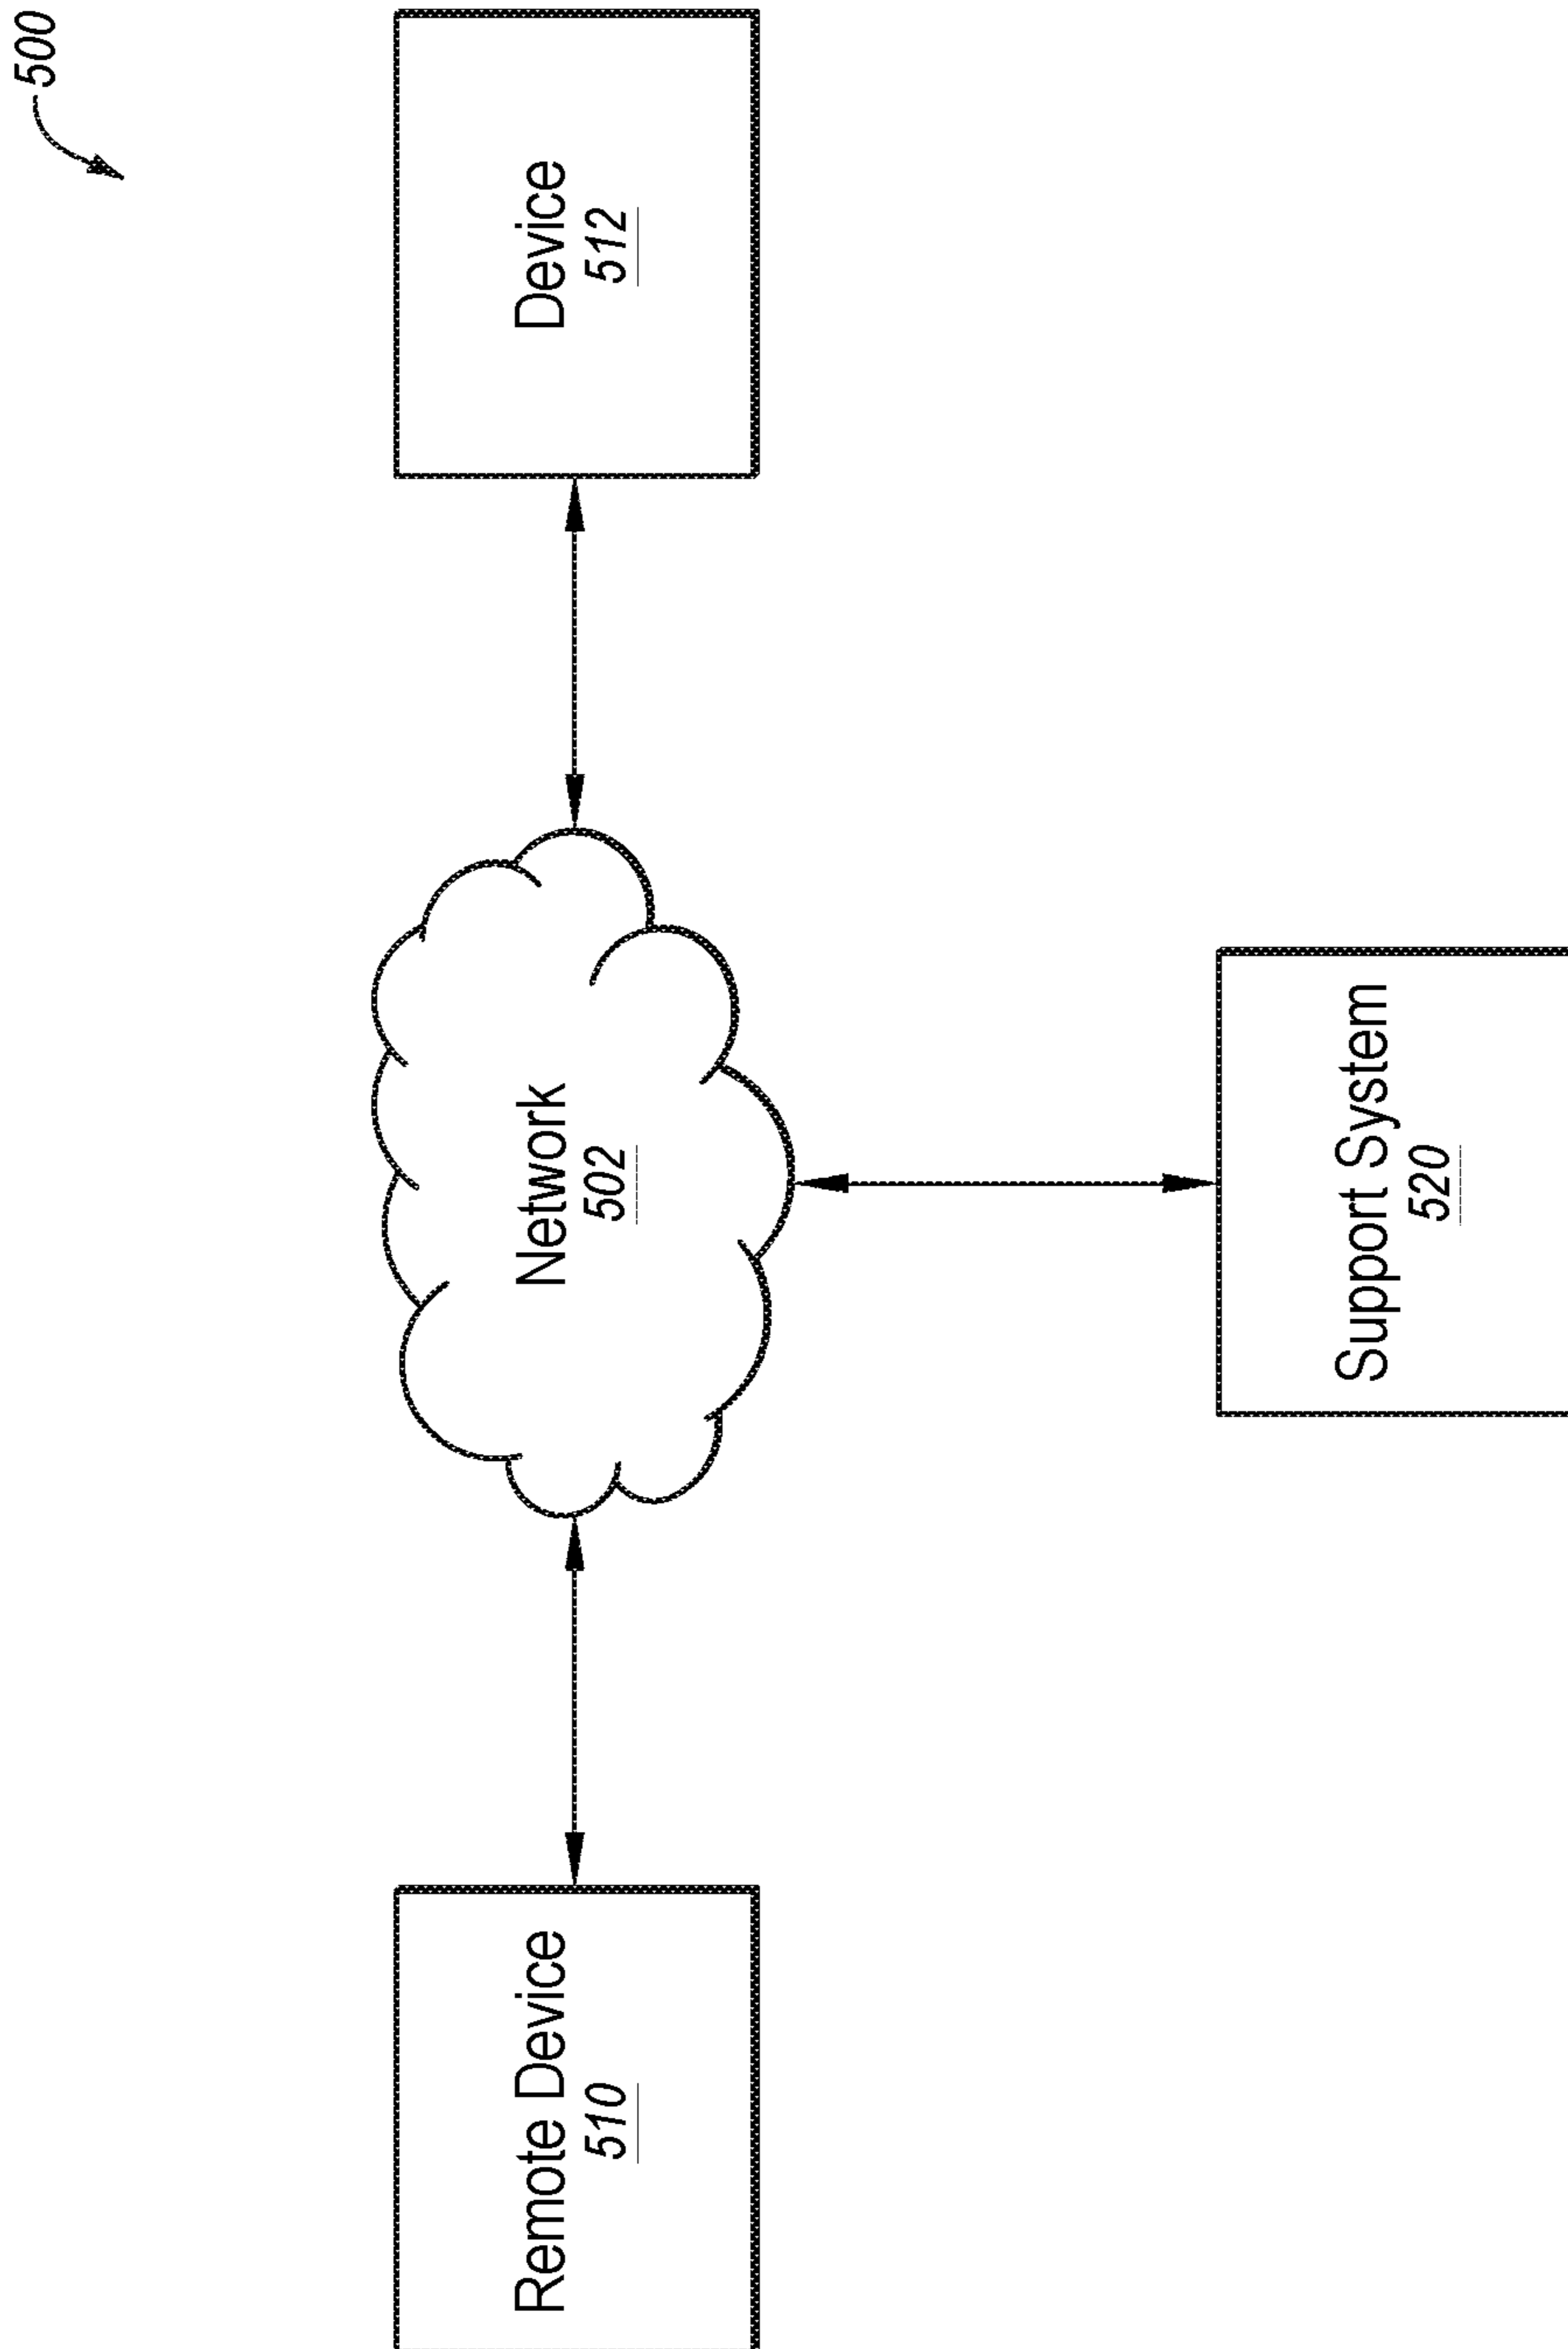 500
Remote Device
510
Network
502
Device
512
Support System
520